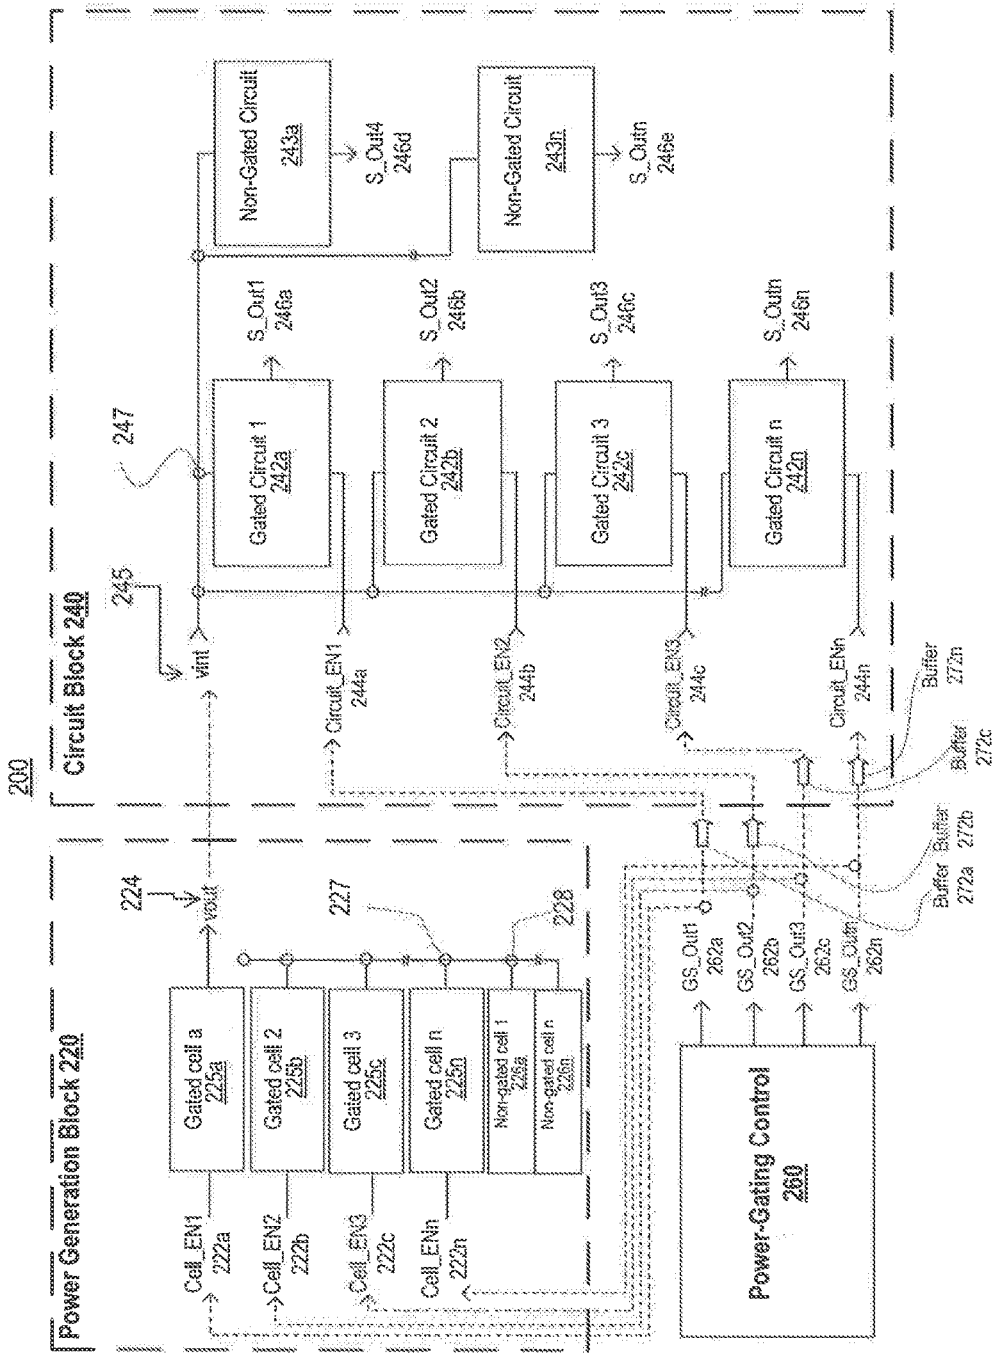 200
Power Generation Block 220
Cell_EN1
222a
Cell_EN2
222b
Cell_EN3
222c
Cell_ENn
222n
Gated cell a
225a
Gated cell 2
225b
Gated cell 3
225c
Gated cell n
225n
Non-gated cell 1
226a
Non-gated cell n
226n
224
vout
227
228
Circuit Block 240
245
vint
247
Circuit_EN1
244a
Circuit_EN2
244b
Circuit_EN3
244c
Circuit_ENn
244n
Gated Circuit 1
242a
Gated Circuit 2
242b
Gated Circuit 3
242c
Gated Circuit n
242n
S_Out1
246a
S_Out2
246b
S_Out3
246c
S_Outn
246n
Non-Gated Circuit
243a
S_Out4
246d
Non-Gated Circuit
243n
S_Outn
246e
Power-Gating Control
260
GS_Out1
262a
GS_Out2
262b
GS_Out3
262c
GS_Outn
262n
Buffer
272a
Buffer
272b
Buffer
272c
Buffer
272n